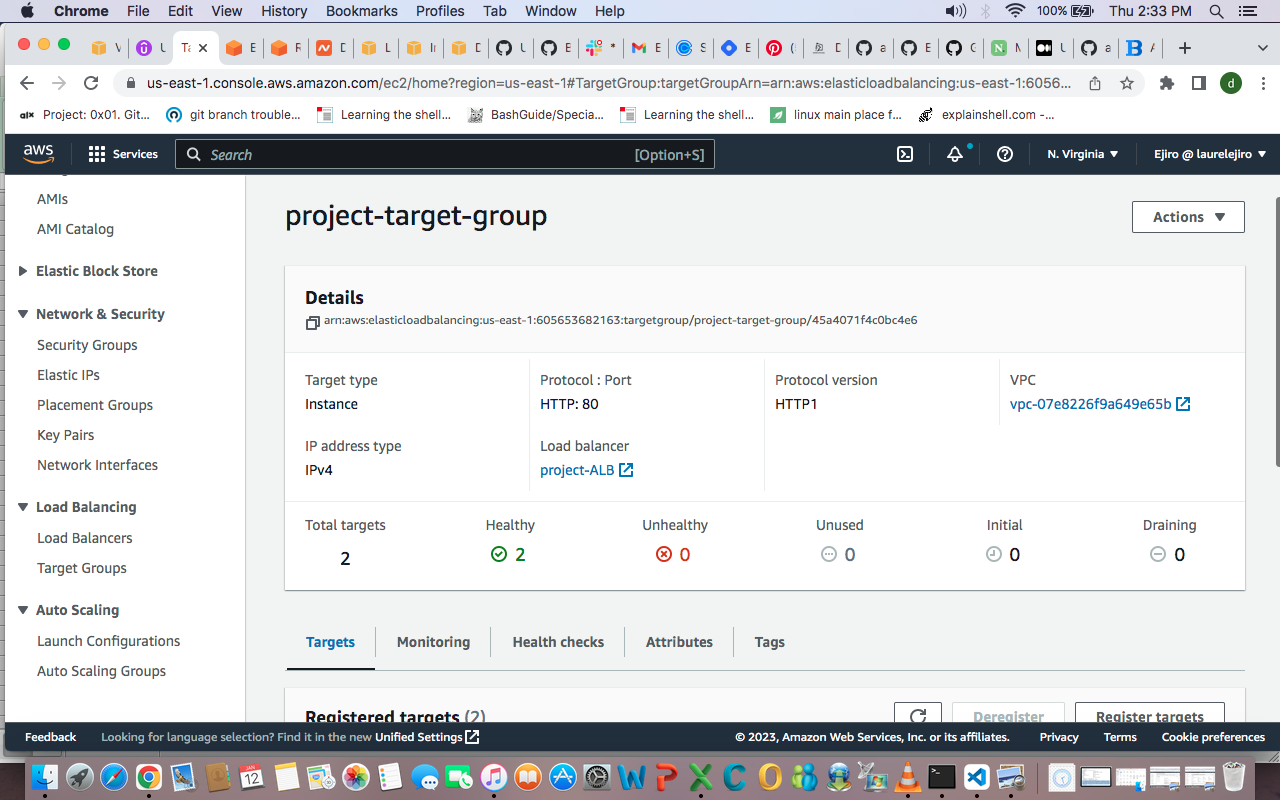 Chrome File Edit View History Bookmarks Profiles Tab Window Help 100% Thu 2:33 PM
us-east-1.console.aws.amazon.com/ec2/home?region=us-east-1#TargetGroup:targetGroupArn=arn:aws:elasticloadbalancing:us-east-1:6056... d
Project: 0x01. Git... git branch trouble... Learning the shell... BashGuide/Specia... Learning the shell... linux main place f... explainshell.com -...
aws Services Search [Option+S] N. Virginia Ejiro @ laurelejiro
AMIs
AMI Catalog
Elastic Block Store
Network & Security
Security Groups
Elastic IPs
Placement Groups
Key Pairs
Network Interfaces
Load Balancing
Load Balancers
Target Groups
Auto Scaling
Launch Configurations
Auto Scaling Groups
project-target-group
Actions
Details
arn:aws:elasticloadbalancing:us-east-1:605653682163:targetgroup/project-target-group/45a4071f4c0bc4e6
Target type Protocol : Port Protocol version VPC
Instance HTTP: 80 HTTP1 vpc-07e8226f9a649e65b
IP address type Load balancer
IPv4 project-ALB
Total targets Healthy Unhealthy Unused Initial Draining
2 2 0 0 0 0
Targets Monitoring Health checks Attributes Tags
Registered targets (2) Deregister Register targets
Feedback Looking for language selection? Find it in the new Unified Settings © 2023, Amazon Web Services, Inc. or its affiliates. Privacy Terms Cookie preferences
JAN
12